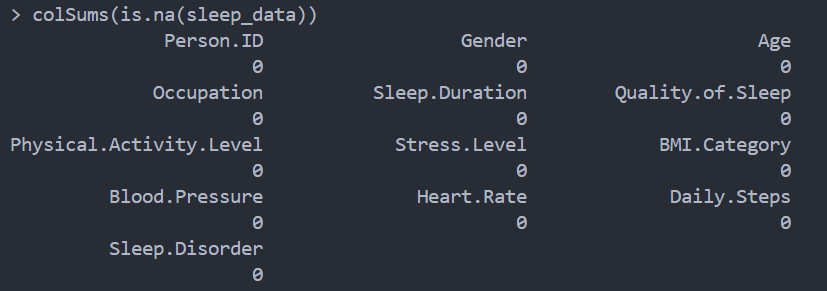 > colSums(is.na(sleep_data))
Person.ID Gender Age
0 0 0
Occupation Sleep.Duration Quality.of.Sleep
0 0 0
Physical.Activity.Level Stress.Level BMI.Category
0 0 0
Blood.Pressure Heart.Rate Daily.Steps
0 0 0
Sleep.Disorder
0